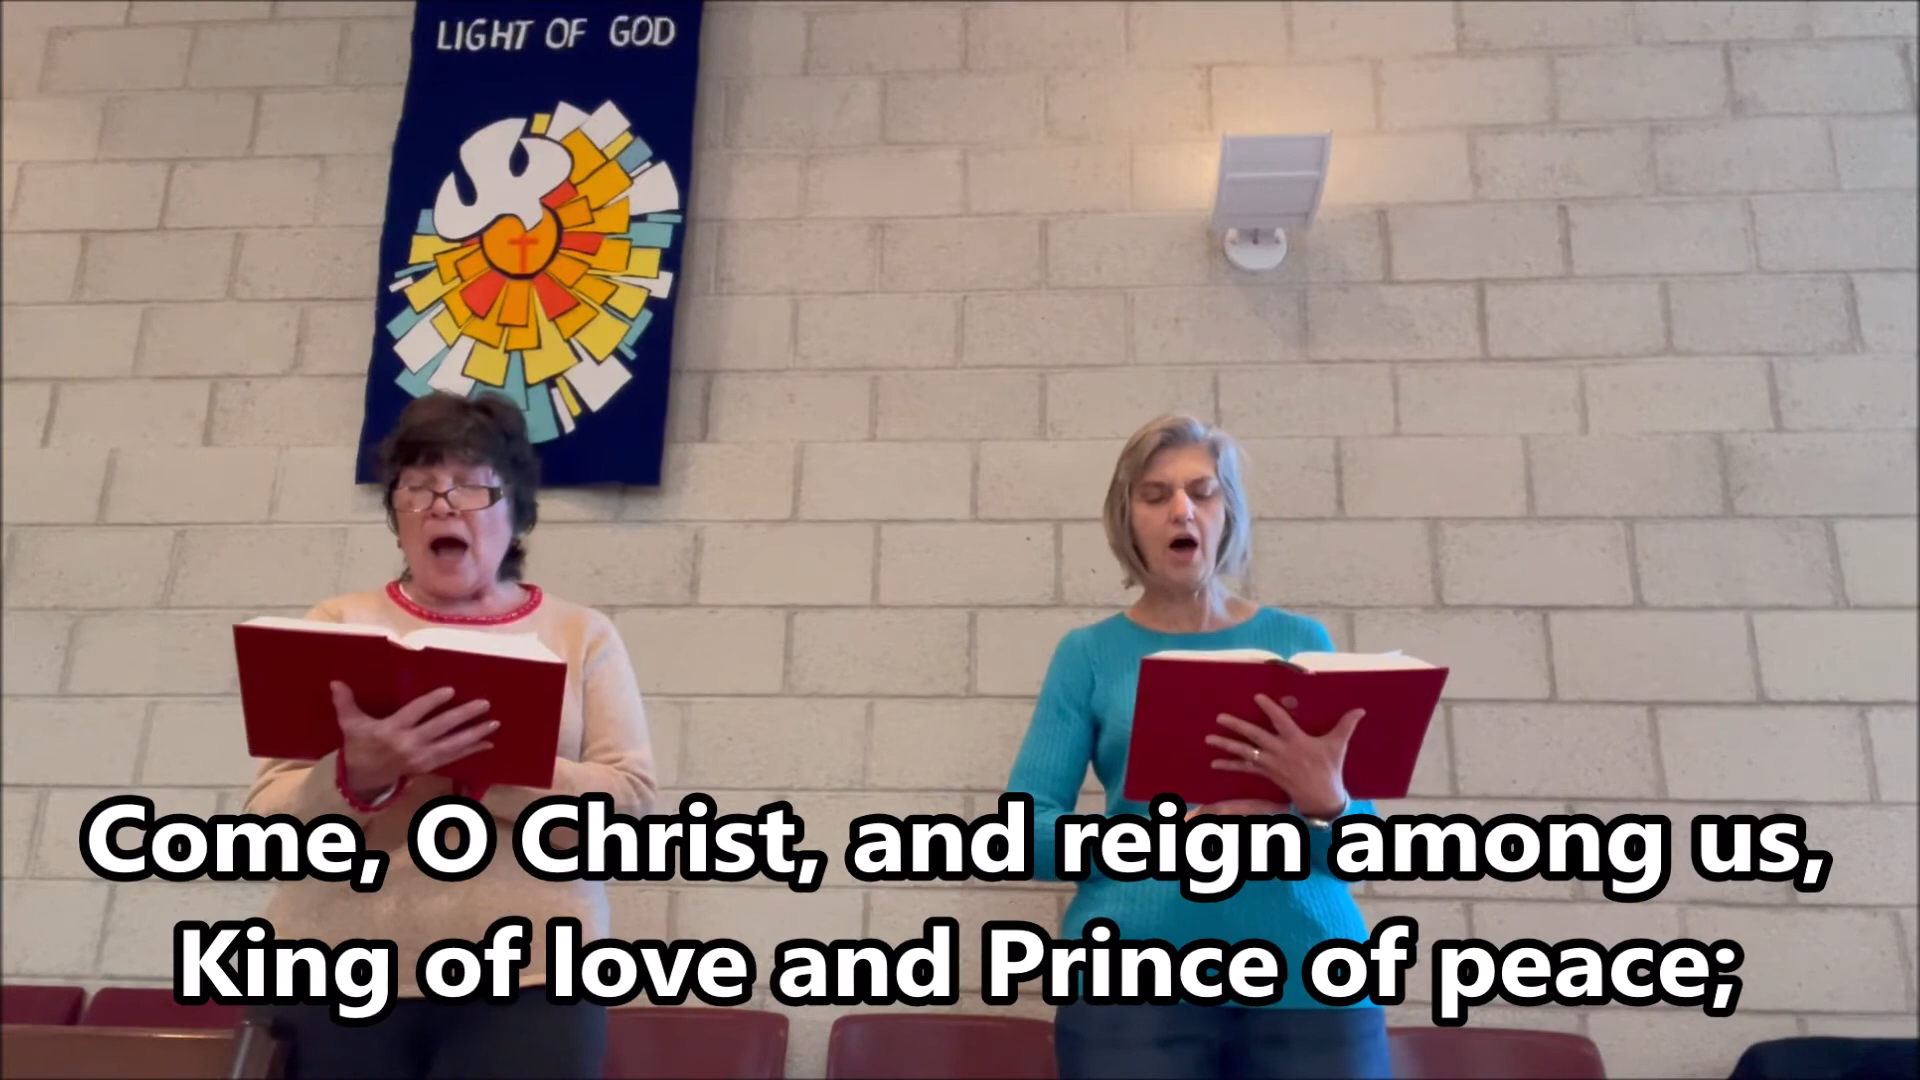 LIGHT OF GOD
Come, O Christ, and reign among us,
King of love and Prince of peace;